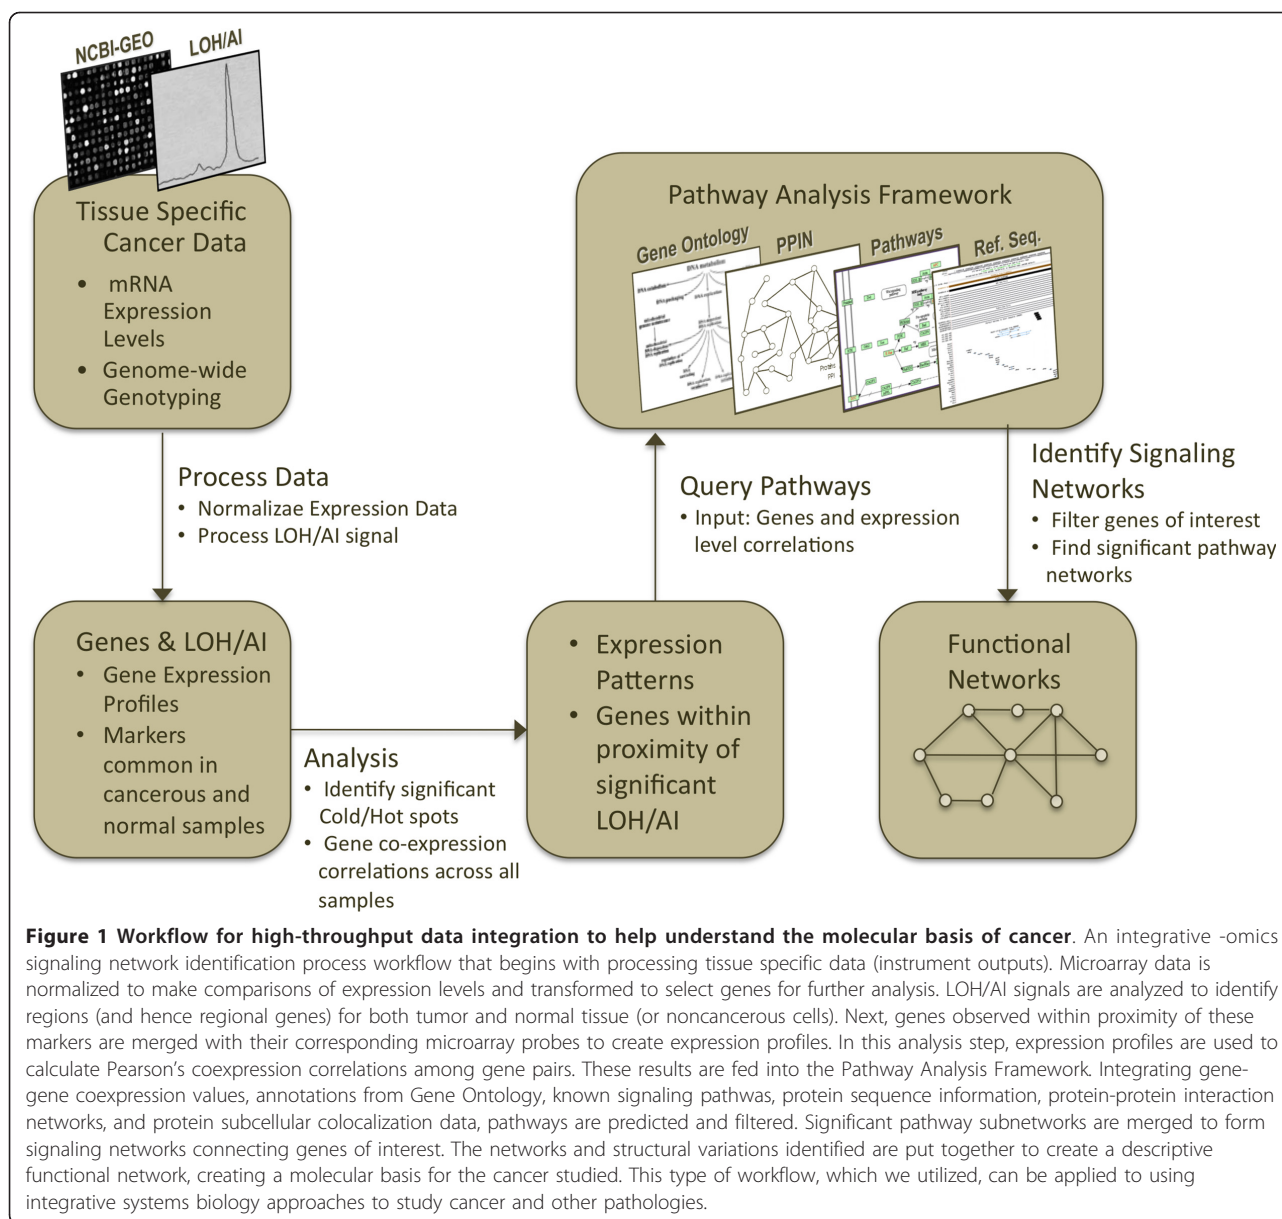 NCBI-GEO
LOH/AI
Tissue Specific
Cancer Data
• mRNA
Expression
Levels
• Genome-wide
Genotyping
Process Data
• Normalizae Expression Data
• Process LOH/AI signal
Genes & LOH/AI
• Gene Expression
Profiles
• Markers
common in
cancerous and
normal samples
Analysis
• Identify significant
Cold/Hot spots
• Gene co-expression
correlations across all
samples
• Expression
Patterns
• Genes within
proximity of
significant
LOH/AI
Query Pathways
• Input: Genes and expression
level correlations
Pathway Analysis Framework
Gene Ontology
PPIN
Pathways
Ref. Seq.
DNA metabolism
Identify Signaling
Networks
• Filter genes of interest
• Find significant pathway
networks
Functional
Networks
Figure 1 Workflow for high-throughput data integration to help understand the molecular basis of cancer. An integrative -omics
signaling network identification process workflow that begins with processing tissue specific data (instrument outputs). Microarray data is
normalized to make comparisons of expression levels and transformed to select genes for further analysis. LOH/AI signals are analyzed to identify
regions (and hence regional genes) for both tumor and normal tissue (or noncancerous cells). Next, genes observed within proximity of these
markers are merged with their corresponding microarray probes to create expression profiles. In this analysis step, expression profiles are used to
calculate Pearson's coexpression correlations among gene pairs. These results are fed into the Pathway Analysis Framework. Integrating gene-
gene coexpression values, annotations from Gene Ontology, known signaling pathwas, protein sequence information, protein-protein interaction
networks, and protein subcellular colocalization data, pathways are predicted and filtered. Significant pathway subnetworks are merged to form
signaling networks connecting genes of interest. The networks and structural variations identified are put together to create a descriptive
functional network, creating a molecular basis for the cancer studied. This type of workflow, which we utilized, can be applied to using
integrative systems biology approaches to study cancer and other pathologies.